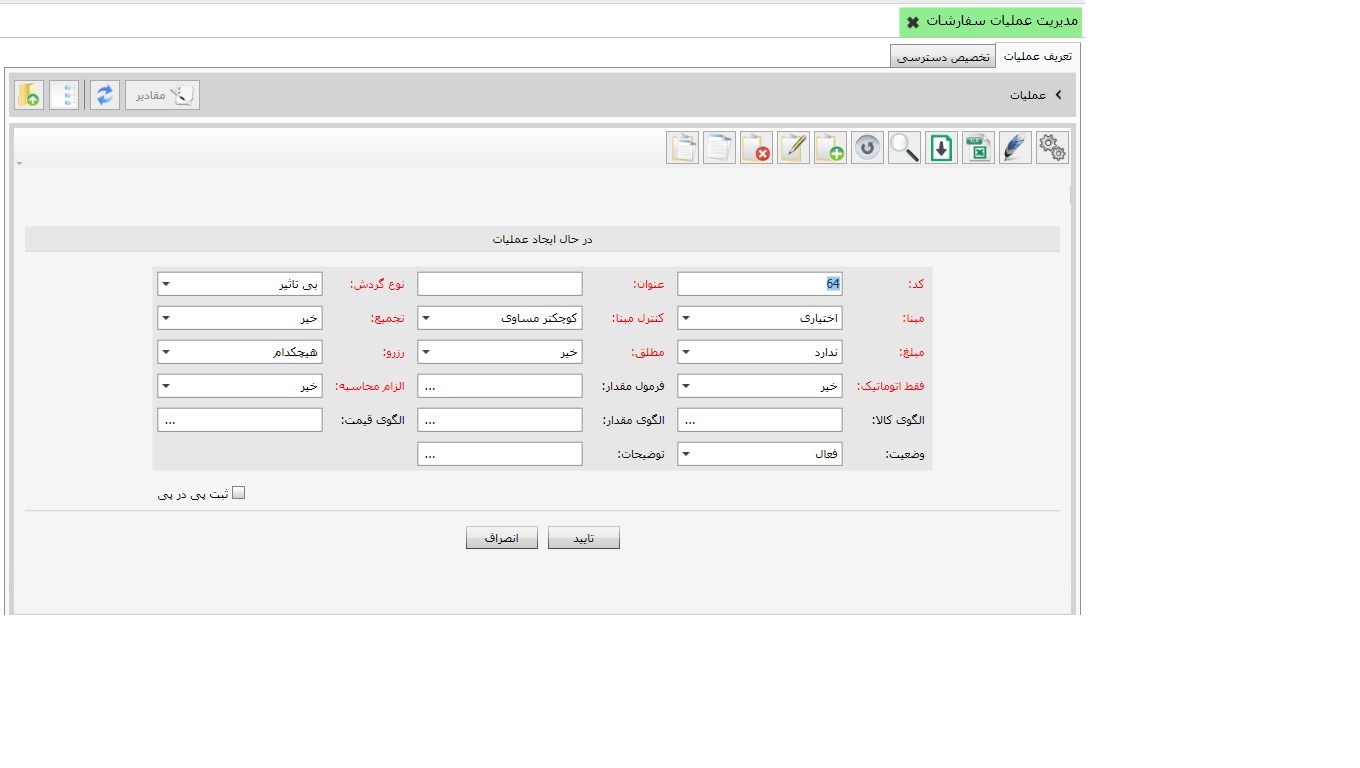 مدیریت عملیات سفارشات
تعریف عملیات تخصیص دسترسی
عملیات مقادیر
در حال ایجاد عملیات
کد: 64 عنوان: نوع گردش: بی تاثیر
مبنا: اختیاری کنترل مبنا: کوچکتر مساوی تجمیع: خیر
مبلغ: ندارد مطلق: خیر رزرو: هیچکدام
فقط اتوماتیک: خیر فرمول مقدار: ... الزام محاسبه: خیر
الگوی کالا: ... الگوی مقدار: ... الگوی قیمت: ...
وضعیت: فعال توضیحات: ...
ثبت پی در پی
تایید انصراف